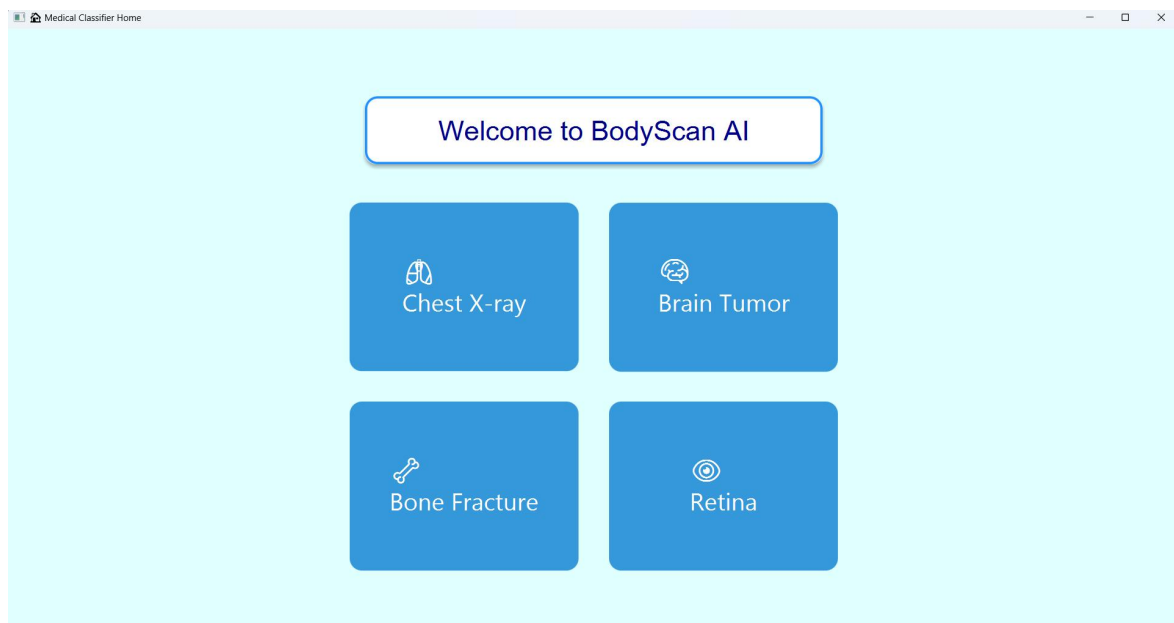 Medical Classifier Home
Welcome to BodyScan AI
Chest X-ray
Brain Tumor
Bone Fracture
Retina